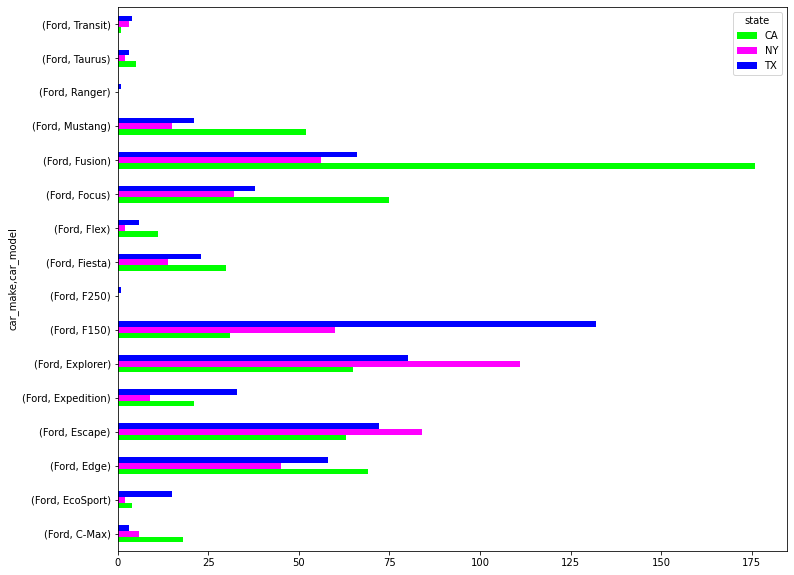 (Ford, Transit)
(Ford, Taurus)
(Ford, Ranger)
(Ford, Mustang)
(Ford, Fusion)
(Ford, Focus)
(Ford, Flex)
(Ford, Fiesta)
(Ford, F250)
(Ford, F150)
(Ford, Explorer)
(Ford, Expedition)
(Ford, Escape)
(Ford, Edge)
(Ford, EcoSport)
(Ford, C-Max)
car_make,car_model
0 25 50 75 100 125 150 175
state
CA
NY
TX